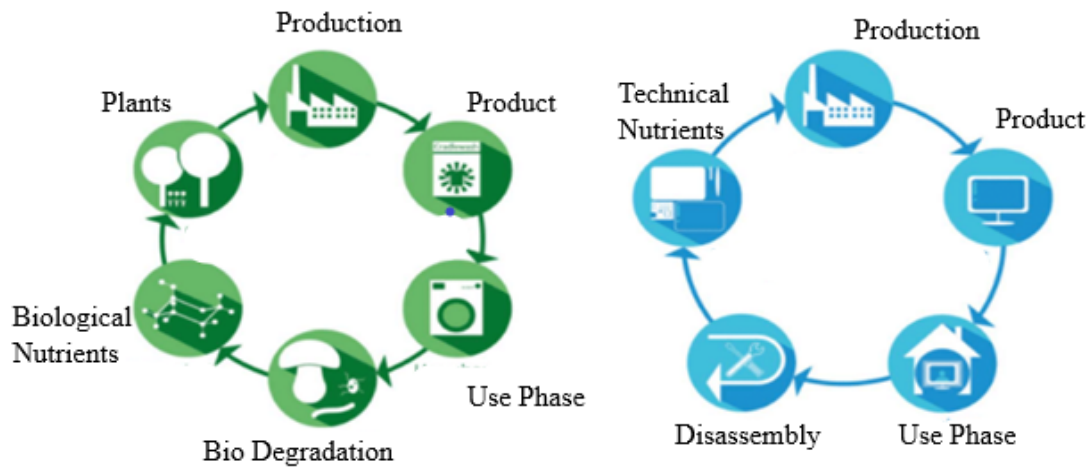 Production
Plants
Product
Biological
Nutrients
Use Phase
Bio Degradation
Production
Technical
Nutrients
Product
Disassembly
Use Phase